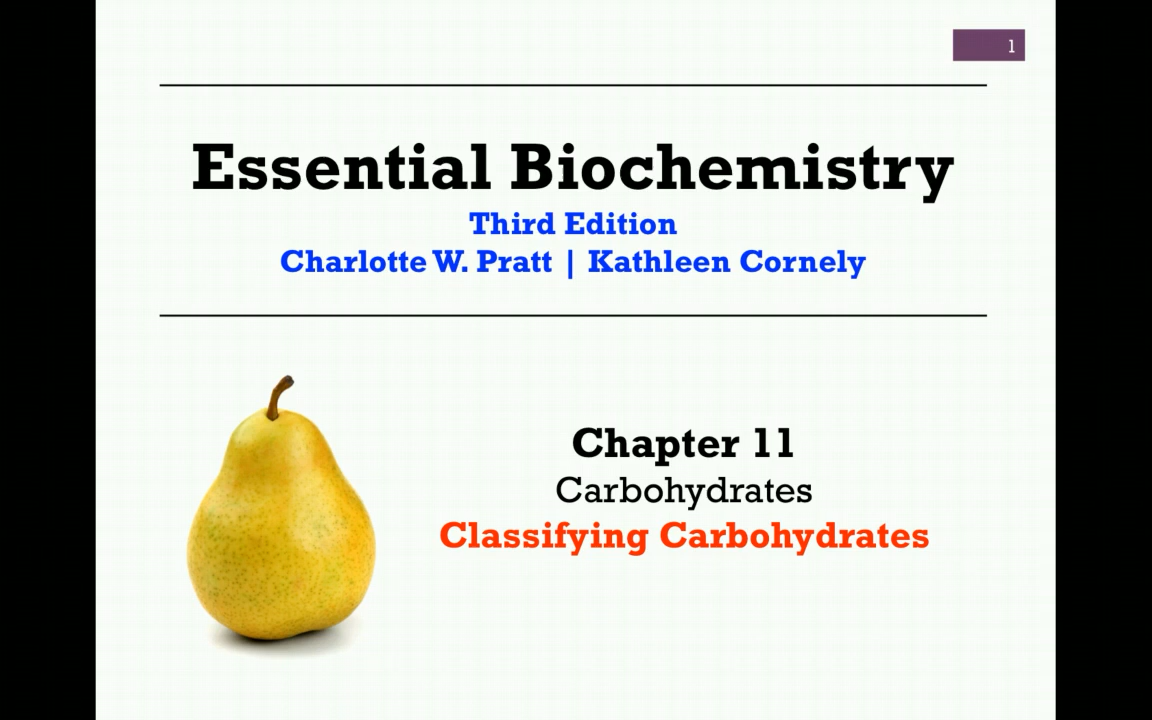 1
Essential Biochemistry
Third Edition
Charlotte W. Pratt | Kathleen Cornely
Chapter 11
Carbohydrates
Classifying Carbohydrates